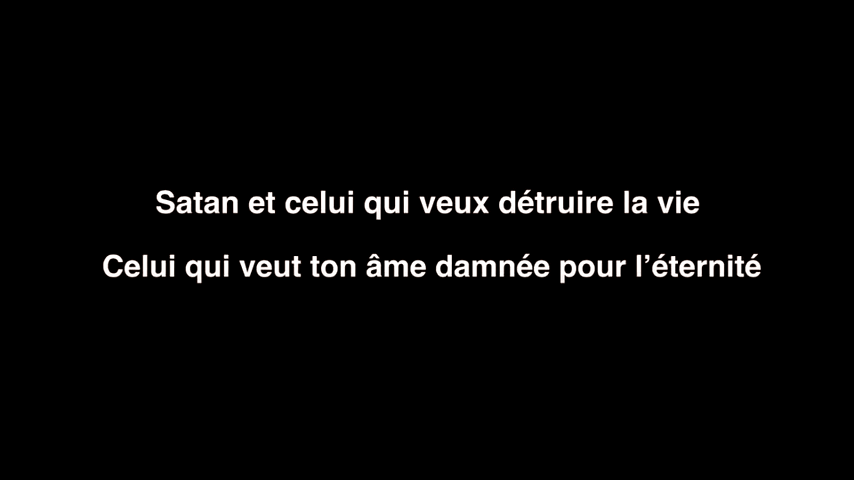 Satan et celui qui veux détruire la vie
Celui qui veut ton âme damnée pour l’éternité